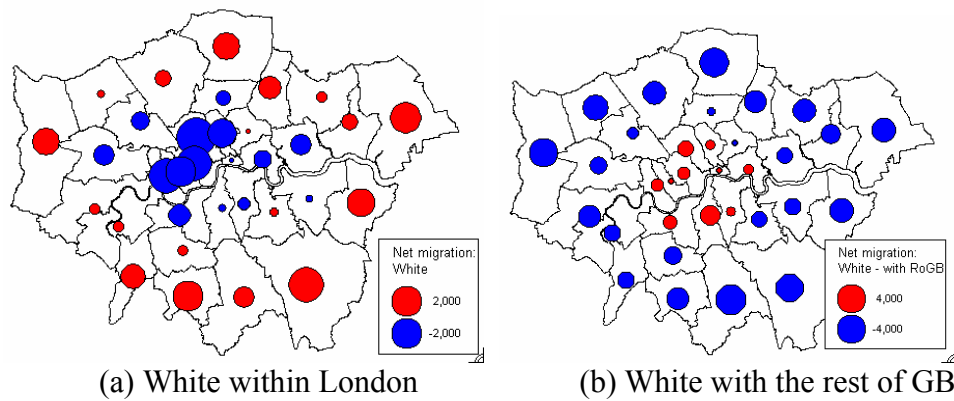 Net migration:
White
2,000
-2,000
Net migration:
White - with RoGB
4,000
-4,000
(a) White within London
(b) White with the rest of GB